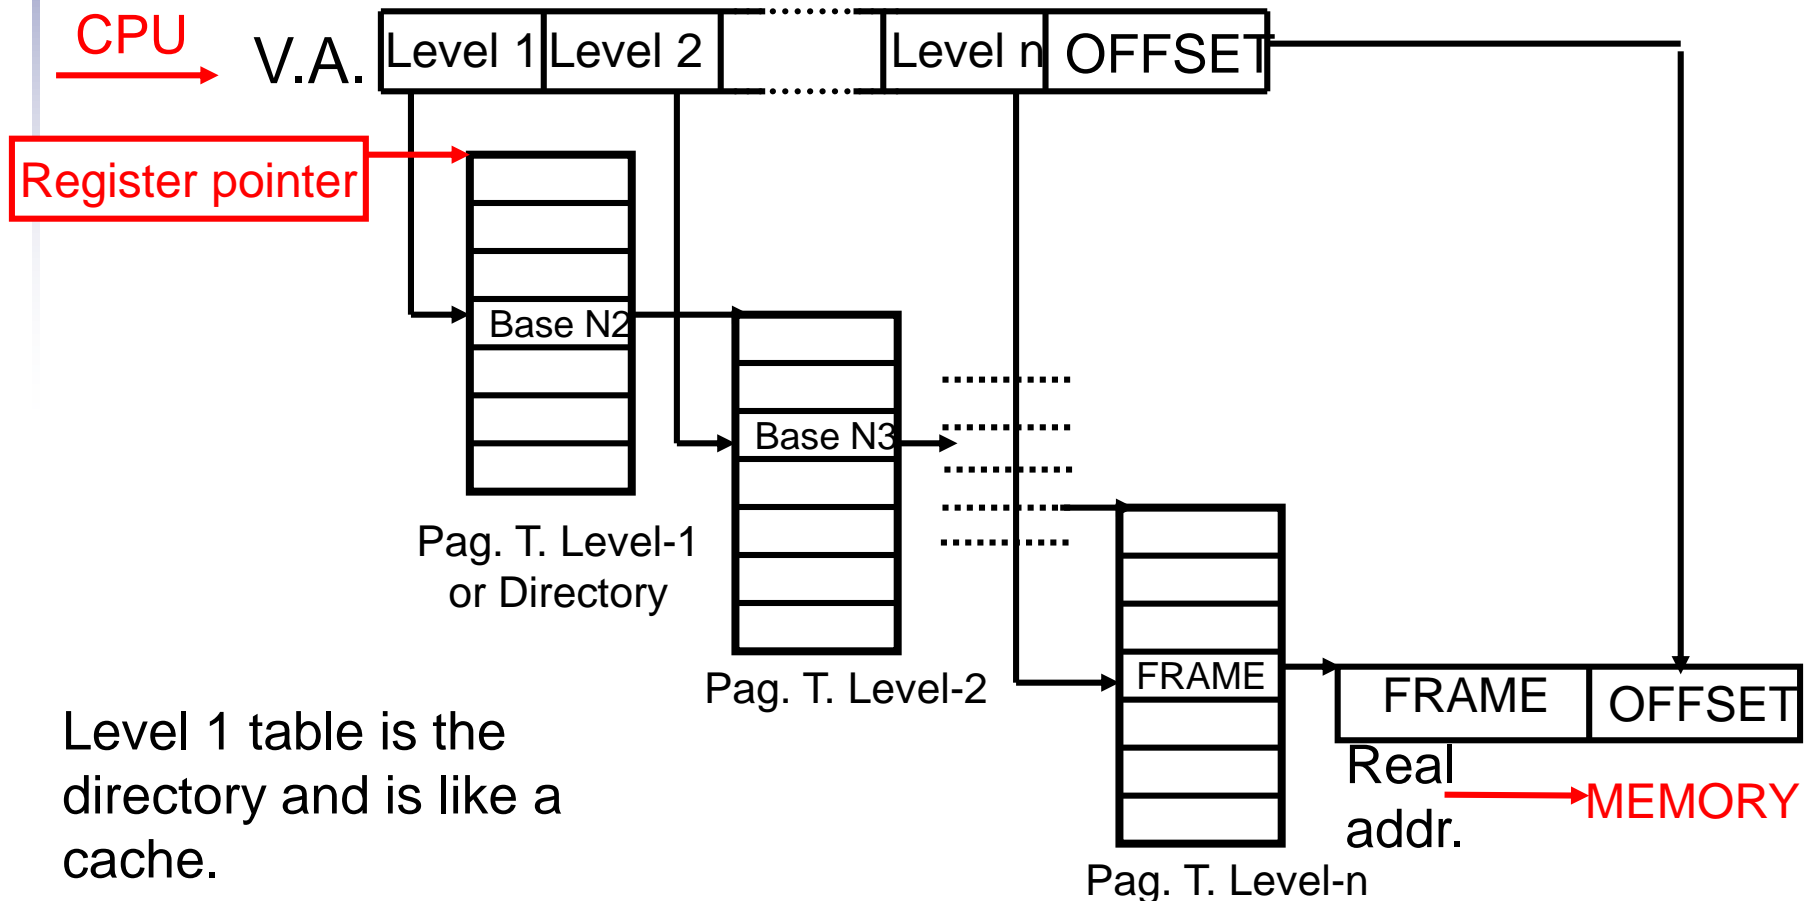 CPU
V.A.
Level 1
Level 2
Level n
OFFSET
Register pointer
Base N2
Base N3
Pag. T. Level-1
or Directory
Pag. T. Level-2
FRAME
FRAME
OFFSET
Level 1 table is the
directory and is like a
cache.
Real
addr.
MEMORY
Pag. T. Level-n